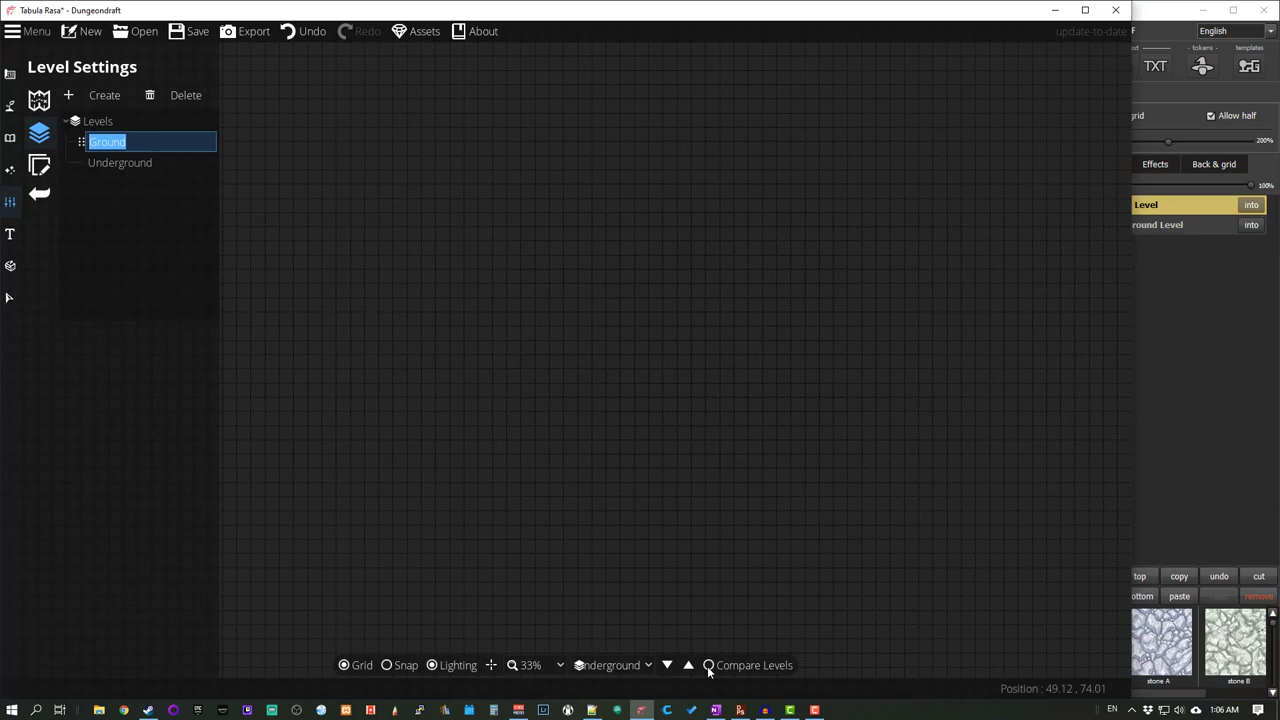 Tabula Rasa* - Dungeondraft
Menu New Open Save Export Undo Redo Assets About update-to-date
English
tokens templates
TXT
Level Settings
Create Delete
Levels
Ground
Underground
grid Allow half
200%
Effects Back & grid
100%
Level into
round Level into
top copy undo cut
ottom paste remove
stone A stone B
Grid Snap Lighting 33% nderground Compare Levels
Position : 49.12 , 74.01
EN 1:06 AM